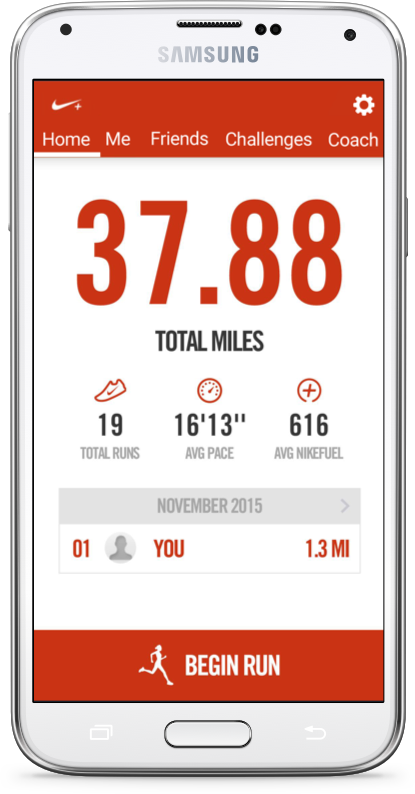 SAMSUNG
Home Me Friends Challenges Coach
37.88
TOTAL MILES
19 16'13" 616
TOTAL RUNS AVG PACE AVG NIKEFUEL
NOVEMBER 2015
01 YOU 1.3 MI
BEGIN RUN